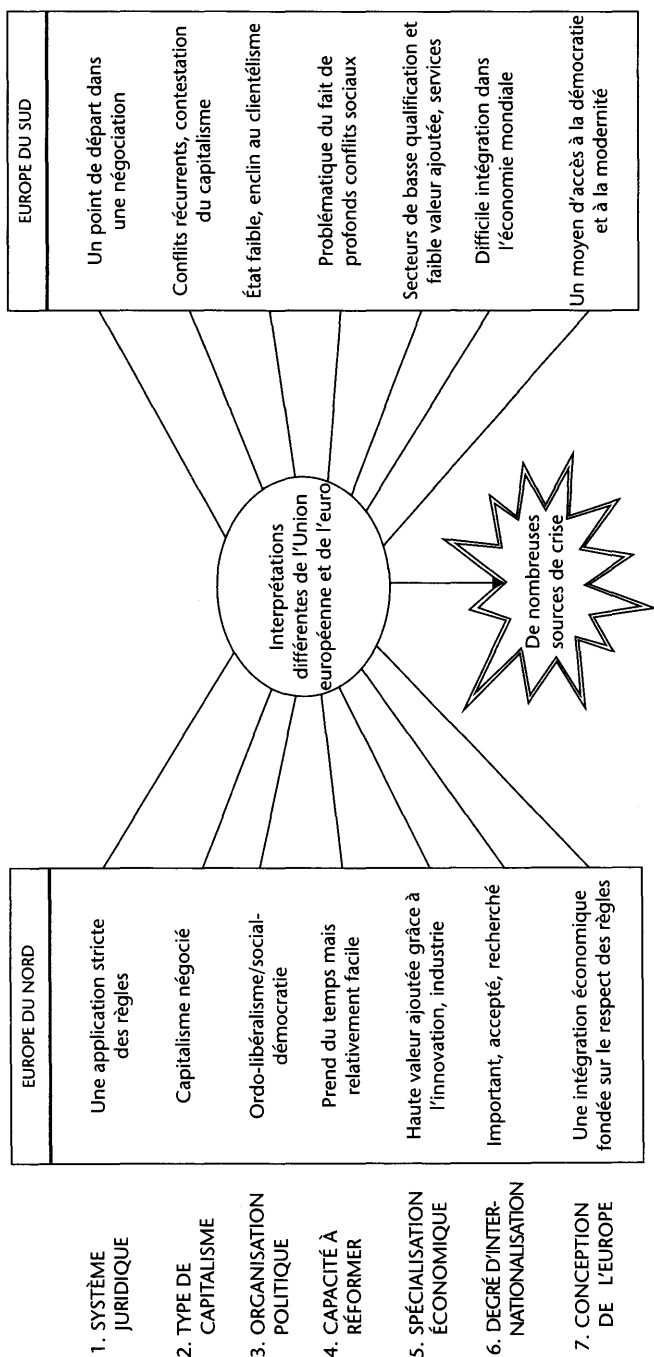 EUROPE DU NORD
EUROPE DU SUD
1. SYSTÈME
JURIDIQUE
Une application stricte
des règles
Un point de départ dans
une négociation
2. TYPE DE
CAPITALISME
Capitalisme négocié
Conflits récurrents, contestation
du capitalisme
3. ORGANISATION
POLITIQUE
Ordo-libéralisme/social-
démocratie
État faible, enclin au clientélisme
4. CAPACITÉ À
RÉFORMER
Prend du temps mais
relativement facile
Problématique du fait de
profonds conflits sociaux
5. SPÉCIALISATION
ÉCONOMIQUE
Haute valeur ajoutée grâce à
l'innovation, industrie
Secteurs de basse qualification et
faible valeur ajoutée, services
6. DEGRÉ D'INTER-
NATIONALISATION
Important, accepté, recherché
Difficile intégration dans
l'économie mondiale
7. CONCEPTION
DE L'EUROPE
Une intégration économique
fondée sur le respect des règles
Un moyen d'accès à la démocratie
et à la modernité
Interprétations
différentes de l'Union
européenne et de l'euro
De nombreuses
sources de crise